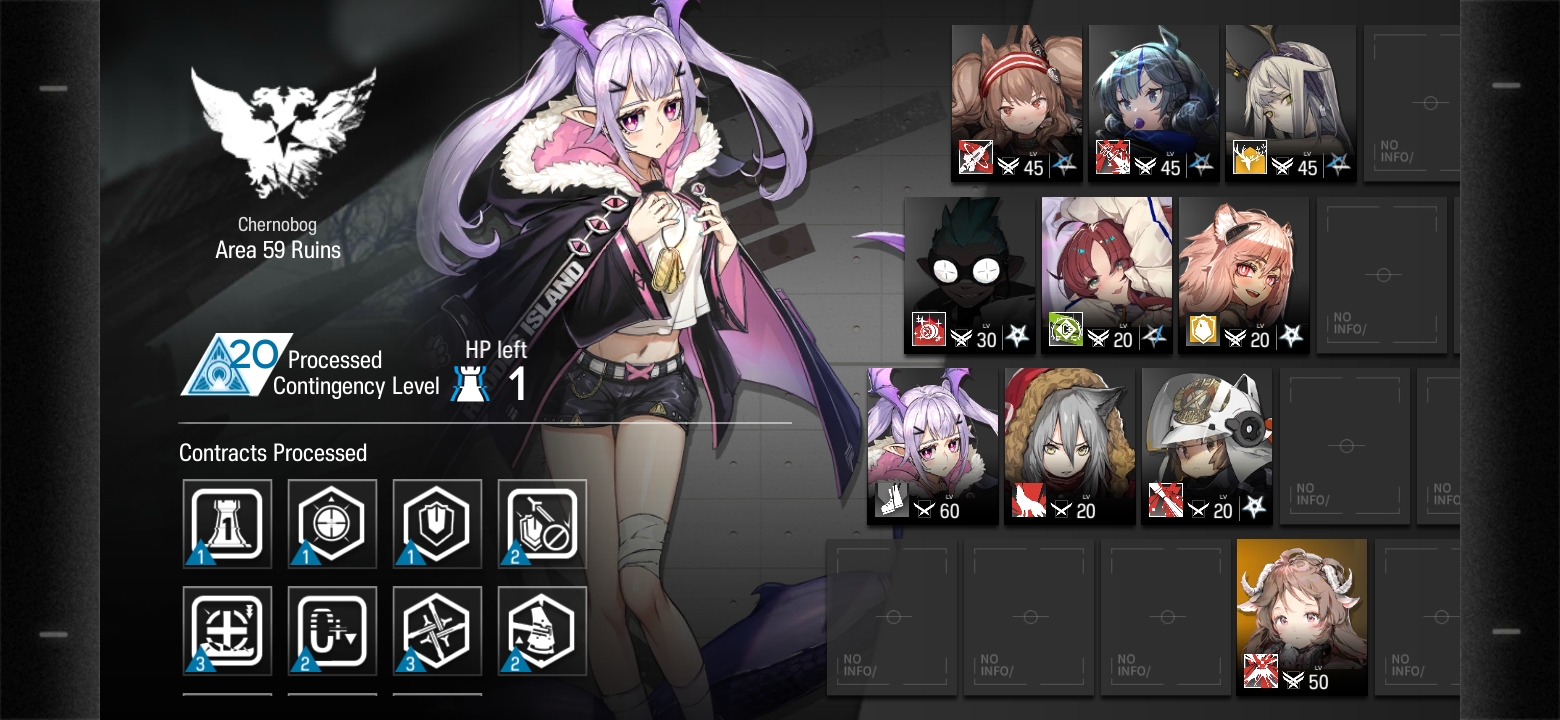 Chernobog
Area 59 Ruins
20 Processed
Contingency Level
HP left
1
Contracts Processed
1
1
1
1
2
3
2
3
2
ISLAND
LV
45
LV
45
LV
45
NO
INFO/
LV
30
LV
20
LV
20
NO
INFO/
LV
60
LV
20
LV
20
NO
INFO/
NO
INFO
NO
INFO/
NO
INFO/
NO
INFO/
LV
50
NO
INFO/